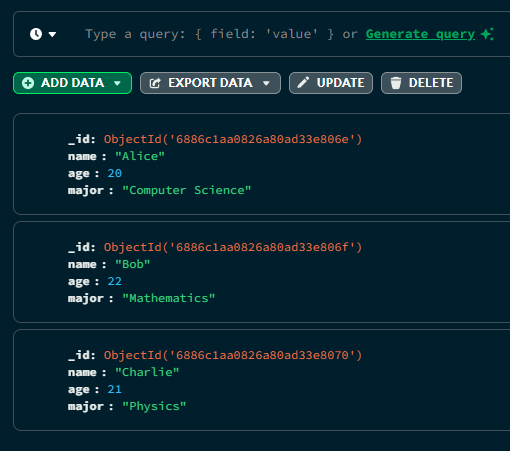 Type a query: { field: 'value' } or Generate query
ADD DATA EXPORT DATA UPDATE DELETE
_id: ObjectId('6886c1aa0826a80ad33e806e')
name : "Alice"
age : 20
major : "Computer Science"
_id: ObjectId('6886c1aa0826a80ad33e806f')
name : "Bob"
age : 22
major : "Mathematics"
_id: ObjectId('6886c1aa0826a80ad33e8070')
name : "Charlie"
age : 21
major : "Physics"